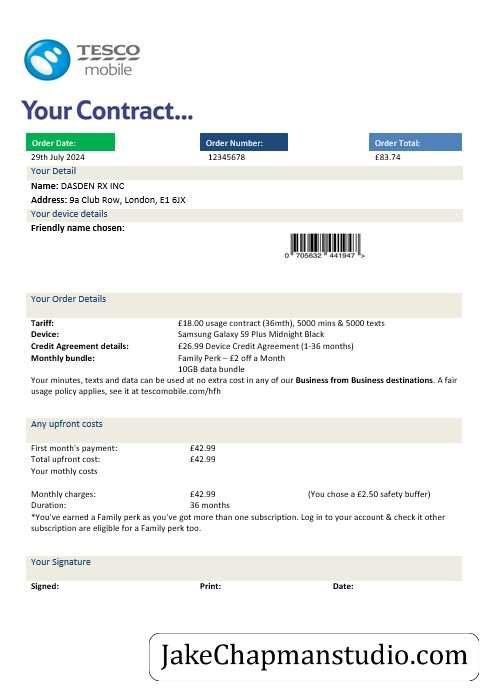 TESCO
mobile
Your Contract...
Order Date: Order Number: Order Total:
29th July 2024 12345678 £83.74
Your Detail
Name: DASDEN RX INC
Address: 9a Club Row, London, E1 6JX
Your device details
Friendly name chosen:
0 705632 441947 >
Your Order Details
Tariff: £18.00 usage contract (36mth), 5000 mins & 5000 texts
Device: Samsung Galaxy S9 Plus Midnight Black
Credit Agreement details: £26.99 Device Credit Agreement (1-36 months)
Monthly bundle: Family Perk – £2 off a Month
10GB data bundle
Your minutes, texts and data can be used at no extra cost in any of our Business from Business destinations. A fair
usage policy applies, see it at tescomobile.com/hfh
Any upfront costs
First month's payment: £42.99
Total upfront cost: £42.99
Your mothly costs
Monthly charges: £42.99 (You chose a £2.50 safety buffer)
Duration: 36 months
*You've earned a Family perk as you've got more than one subscription. Log in to your account & check it other
subscription are eligible for a Family perk too.
Your Signature
Signed: Print: Date:
JakeChapmanstudio.com